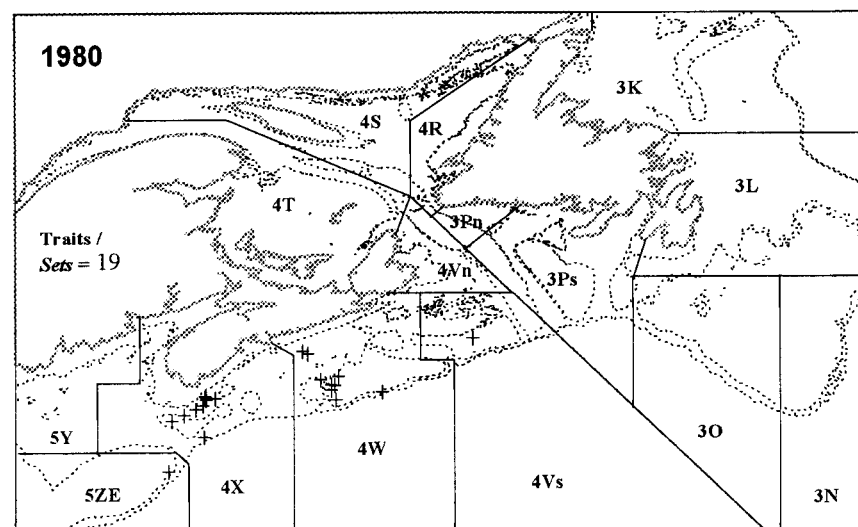 1980
3K
4S
4R
3L
4T
3Pn
Traits /
Sets = 19
4Vn
3Ps
5Y
4W
3O
5ZE
4X
4Vs
3N